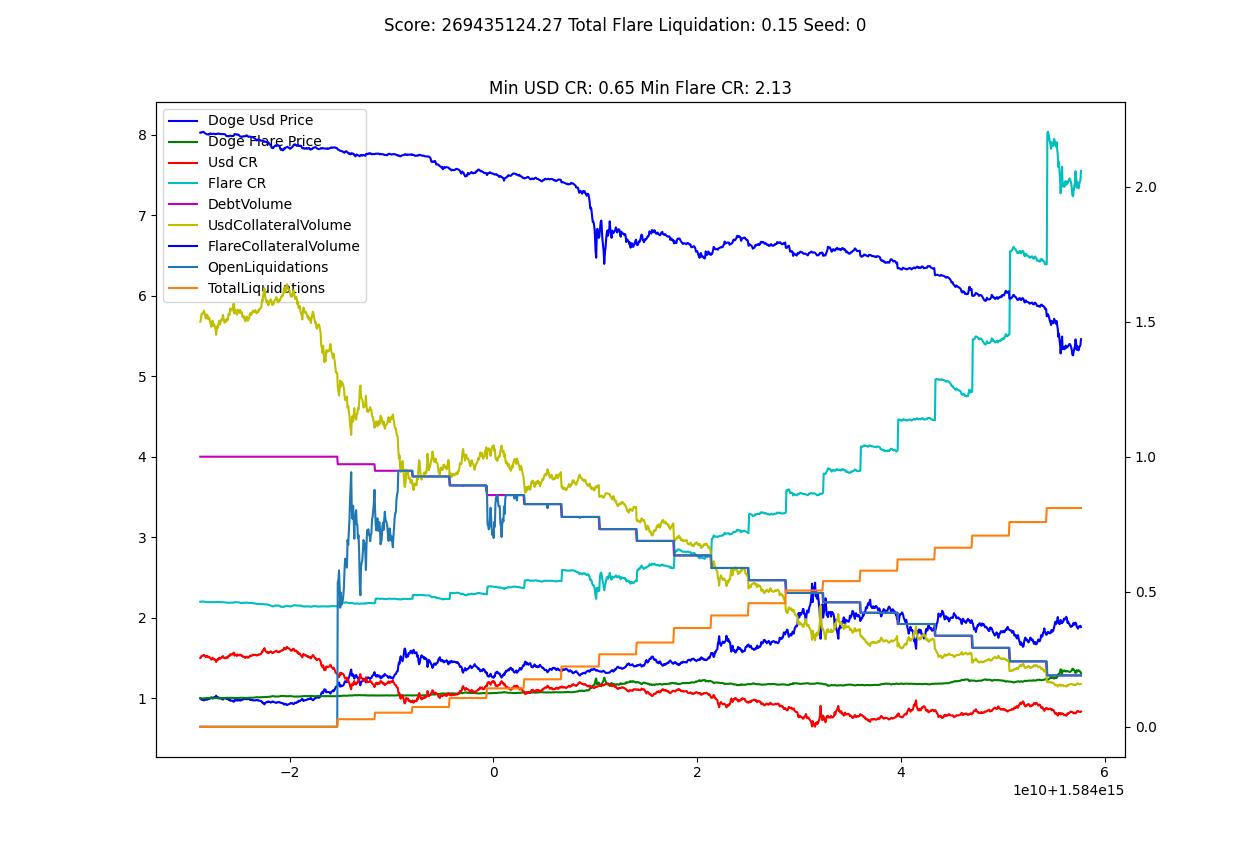 Score: 269435124.27 Total Flare Liquidation: 0.15 Seed: 0
Min USD CR: 0.65 Min Flare CR: 2.13
Doge Usd Price
Doge Flare Price
Usd CR
Flare CR
DebtVolume
UsdCollateralVolume
FlareCollateralVolume
OpenLiquidations
TotalLiquidations
8
7
6
5
4
3
2
1
2.0
1.5
1.0
0.5
0.0
−2
0
2
4
6
1e10+1.584e15